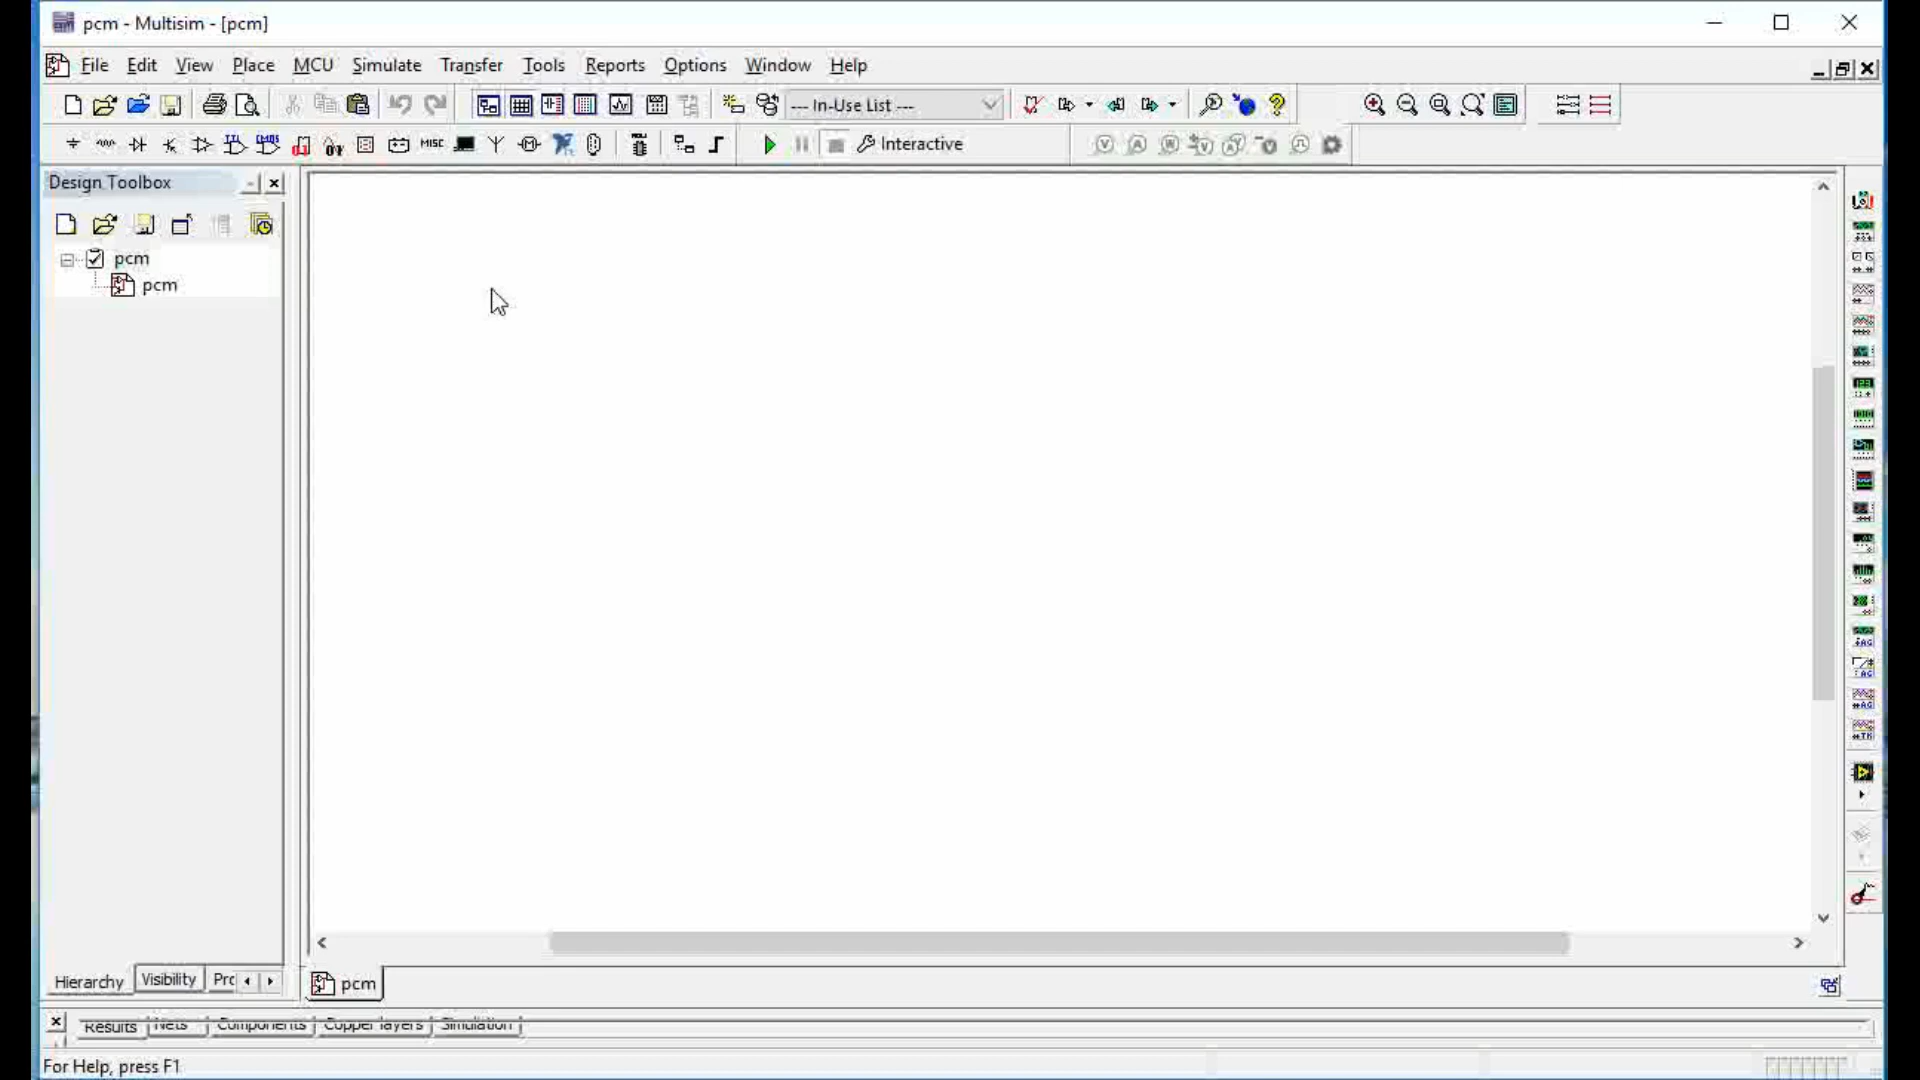 pcm - Multisim - [pcm]
File Edit View Place MCU Simulate Transfer Tools Reports Options Window Help
--- In-Use List ---
MISC Interactive
Design Toolbox
pcm
pcm
Hierarchy Visibility Prc
pcm
Results Nets Components Copper layers Simulation
For Help, press F1